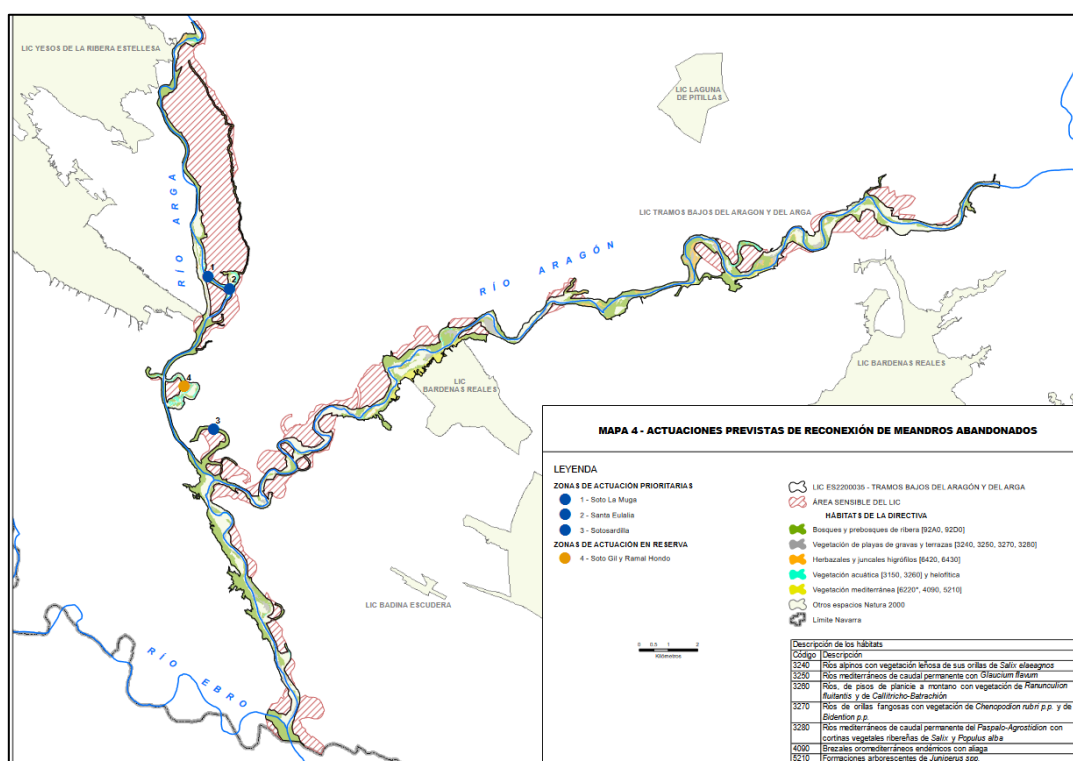 LIC YESOS DE LA RIBERA ESTELLESA
LIC LAGUNA
DE PITILLAS
RÍO ARGA
LIC TRAMOS BAJOS DEL ARAGON Y DEL ARGA
RÍO ARAGÓN
1
2
4
3
LIC
BARDENAS REALES
LIC BARDENAS REALES
LIC BADINA ESCUDERA
RÍO EBRO
MAPA 4 - ACTUACIONES PREVISTAS DE RECONEXIÓN DE MEANDROS ABANDONADOS
LEYENDA
ZONAS DE ACTUACIÓN PRIORITARIAS
1 - Soto La Muga
2 - Santa Eulalia
3 - Sotosardilla
ZONAS DE ACTUACIÓN EN RESERVA
4 - Soto Gil y Ramal Hondo
LIC ES2200035 - TRAMOS BAJOS DEL ARAGÓN Y DEL ARGA
ÁREA SENSIBLE DEL LIC
HÁBITATS DE LA DIRECTIVA
Bosques y prebosques de ribera [92A0, 92D0]
Vegetación de playas de gravas y terrazas [3240, 3250, 3270, 3280]
Herbazales y juncales higrófilos [6420, 6430]
Vegetación acuática [3150, 3260] y helofítica
Vegetación mediterránea [6220*, 4090, 5210]
Otros espacios Natura 2000
Límite Navarra
0 0,5 1 2
Kilómetros
Descripción de los hábitats
Código Descripción
3240 Ríos alpinos con vegetación leñosa de sus orillas de Salix elaeagnos
3250 Ríos mediterráneos de caudal permanente con Glaucium flavum
3260 Ríos, de pisos de planicie a montano con vegetación de Ranunculion
fluitantis y de Callitricho-Batrachion
3270 Ríos de orillas fangosas con vegetación de Chenopodion rubri p.p. y de
Bidention p.p.
3280 Ríos mediterráneos de caudal permanente del Paspalo-Agrostidion con
cortinas vegetales ribereñas de Salix y Populus alba
4090 Brezales oromediterráneos endémicos con aliaga
5210 Formaciones arborescentes de Juniperus spp.